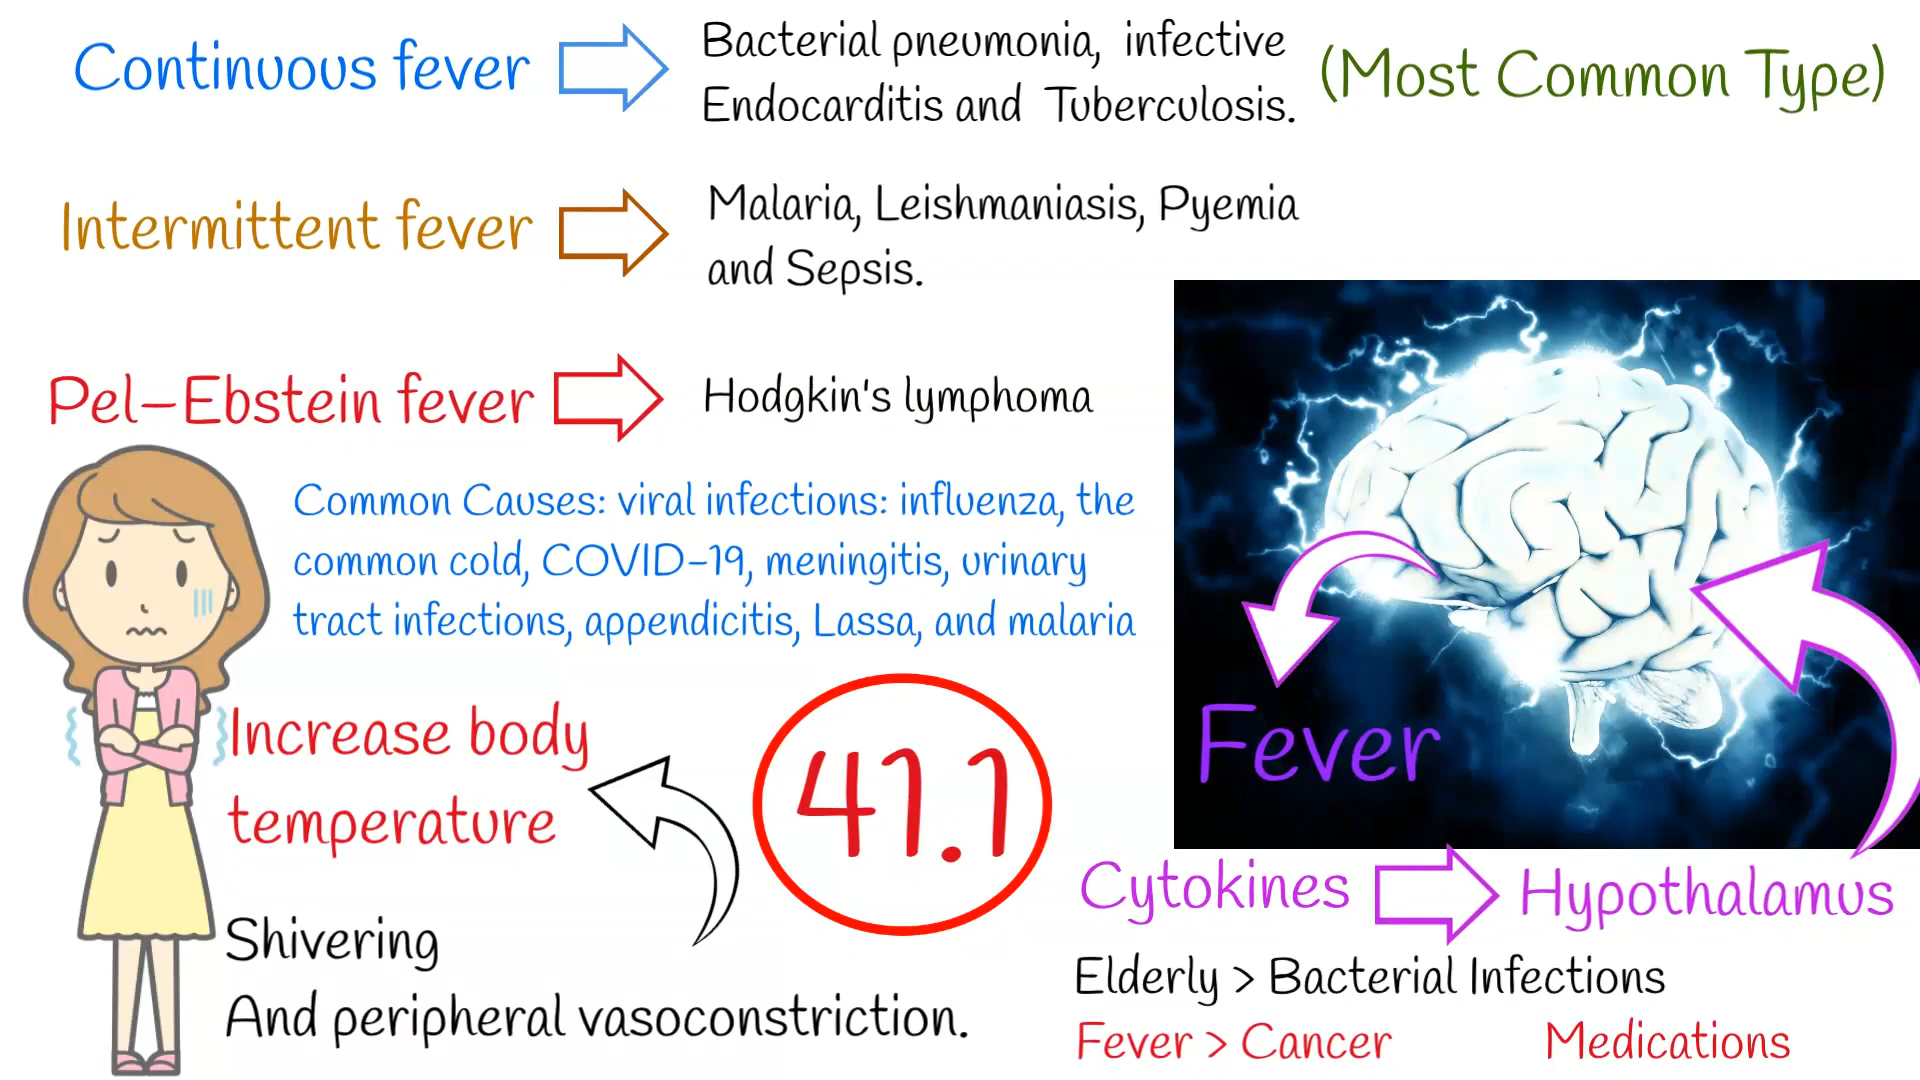 Continuous fever
Bacterial pneumonia, infective
Endocarditis and Tuberculosis.
(Most Common Type)
Intermittent fever
Malaria, Leishmaniasis, Pyemia
and Sepsis.
Pel-Ebstein fever
Hodgkin's lymphoma
Common Causes: viral infections: influenza, the
common cold, COVID-19, meningitis, urinary
tract infections, appendicitis, Lassa, and malaria
Increase body
temperature
41.1
Shivering
And peripheral vasoconstriction.
Fever
Cytokines
Hypothalamus
Elderly > Bacterial Infections
Fever > Cancer
Medications